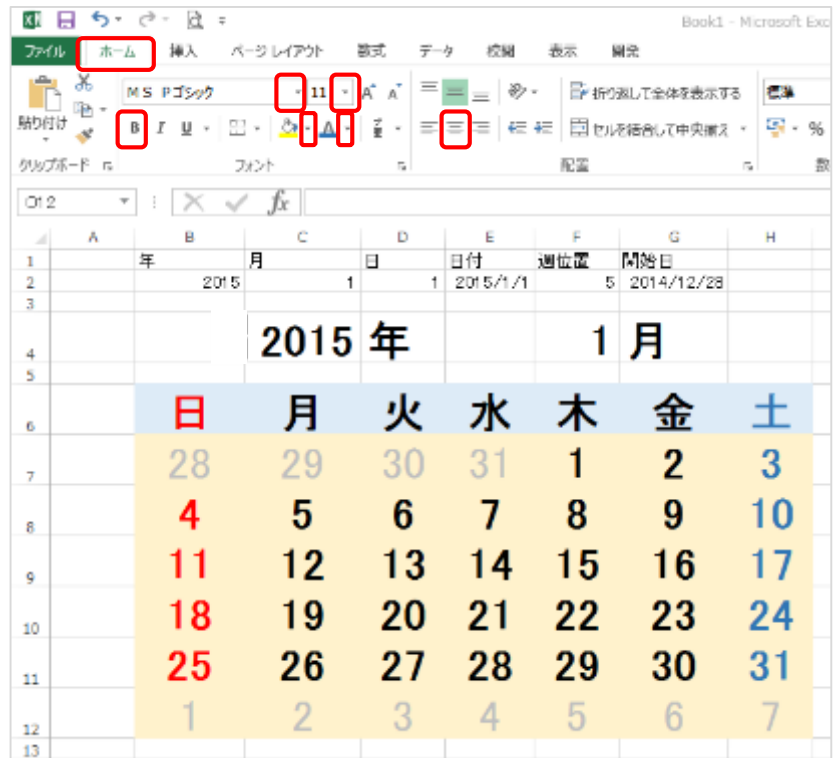 Book1 - Microsoft Exc
ファイル ホーム 挿入 ページ レイアウト 数式 データ 校閲 表示 開発
ＭＳ Ｐゴシック 11 A A 折り返して全体を表示する 標準
貼り付け B I U A セルを結合して中央揃え %
クリップボード フォント 配置 数
O12 fx
A B C D E F G H
1 年 月 日 日付 週位置 開始日
2 2015 1 1 2015/1/1 5 2014/12/28
3
4 2015 年 1 月
5
6 日 月 火 水 木 金 土
7 28 29 30 31 1 2 3
8 4 5 6 7 8 9 10
9 11 12 13 14 15 16 17
10 18 19 20 21 22 23 24
11 25 26 27 28 29 30 31
12 1 2 3 4 5 6 7
13